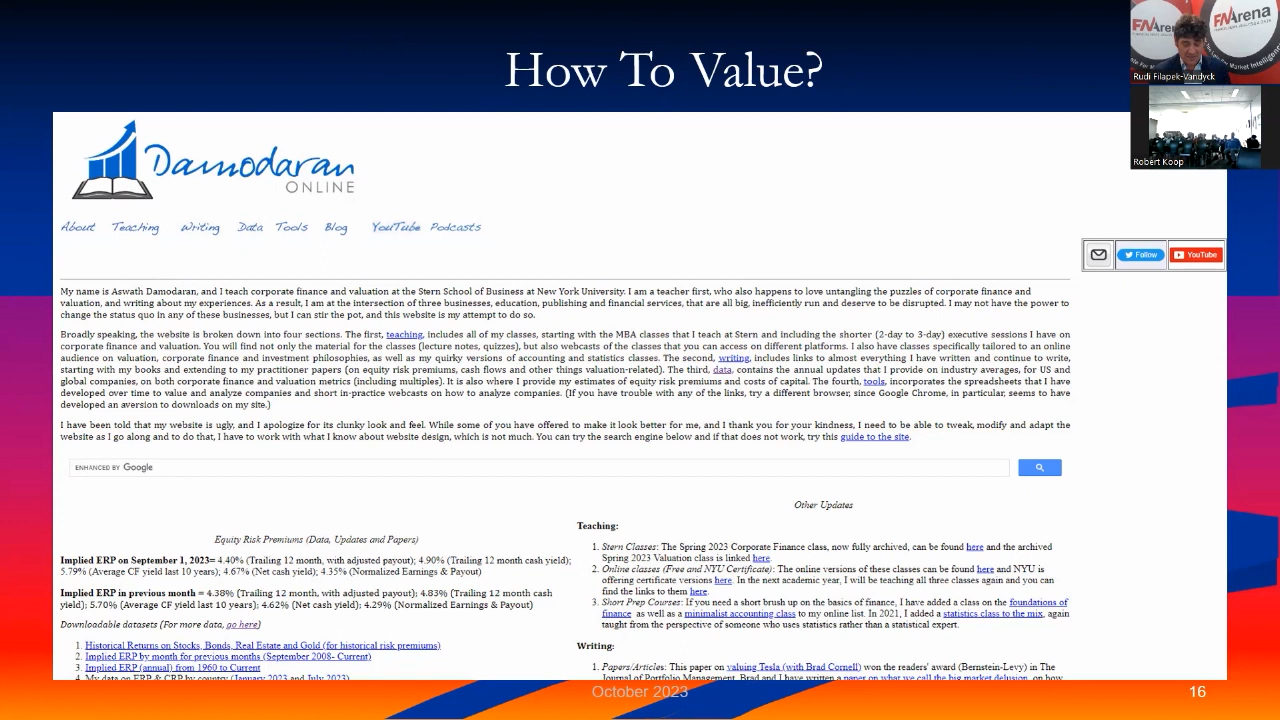 How To Value?
FNArena
FNArena
Rudi Filapek-Vandyck
Robert Koop
Damodaran
ONLINE
About Teaching Writing Data Tools Blog YouTube Podcasts
Follow YouTube
My name is Aswath Damodaran, and I teach corporate finance and valuation at the Stern School of Business at New York University. I am a teacher first, who also happens to love untangling the puzzles of corporate finance and
valuation, and writing about my experiences. As a result, I am at the intersection of three businesses, education, publishing and financial services, that are all big, inefficiently run and deserve to be disrupted. I may not have the power to
change the status quo in any of these businesses, but I can stir the pot, and this website is my attempt to do so.
Broadly speaking, the website is broken down into four sections. The first, teaching, includes all of my classes, starting with the MBA classes that I teach at Stern and including the shorter (2-day to 3-day) executive sessions I have on
corporate finance and valuation. You will find not only the material for the classes (lecture notes, quizzes), but also webcasts of the classes that you can access on different platforms. I also have classes specifically tailored to an online
audience on valuation, corporate finance and investment philosophies, as well as my quirky versions of accounting and statistics classes. The second, writing, includes links to almost everything I have written and continue to write,
starting with my books and extending to my practitioner papers (on equity risk premiums, cash flows and other things valuation-related). The third, data, contains the annual updates that I provide on industry averages, for US and
global companies, on both corporate finance and valuation metrics (including multiples). It is also where I provide my estimates of equity risk premiums and costs of capital. The fourth, tools, incorporates the spreadsheets that I have
developed over time to value and analyze companies and short in-practice webcasts on how to analyze companies. (If you have trouble with any of the links, try a different browser, since Google Chrome, in particular, seems to have
developed an aversion to downloads on my site.)
I have been told that my website is ugly, and I apologize for its clunky look and feel. While some of you have offered to make it look better for me, and I thank you for your kindness, I need to be able to tweak, modify and adapt the
website as I go along and to do that, I have to work with what I know about website design, which is not much. You can try the search engine below and if that does not work, try this guide to the site.
ENHANCED BY Google
Equity Risk Premiums (Data, Updates and Papers)
Implied ERP on September 1, 2023= 4.40% (Trailing 12 month, with adjusted payout); 4.90% (Trailing 12 month cash yield);
5.79% (Average CF yield last 10 years); 4.67% (Net cash yield); 4.35% (Normalized Earnings & Payout)
Implied ERP in previous month = 4.38% (Trailing 12 month, with adjusted payout); 4.83% (Trailing 12 month cash
yield); 5.70% (Average CF yield last 10 years); 4.62% (Net cash yield); 4.29% (Normalized Earnings & Payout)
Downloadable datasets (For more data, go here)
1. Historical Returns on Stocks, Bonds, Real Estate and Gold (for historical risk premiums)
2. Implied ERP by month for previous months (September 2008- Current)
3. Implied ERP (annual) from 1960 to Current
4. My data on ERP & CRP by country (January 2023 and July 2023)
Other Updates
Teaching:
1. Stern Classes: The Spring 2023 Corporate Finance class, now fully archived, can be found here and the archived
Spring 2023 Valuation class is linked here.
2. Online classes (Free and NYU Certificate): The online versions of these classes can be found here and NYU is
offering certificate versions here. In the next academic year, I will be teaching all three classes again and you can
find the links to them here.
3. Short Prep Courses: If you need a short brush up on the basics of finance, I have added a class on the foundations of
finance as well as a minimalist accounting class to my online list. In 2021, I added a statistics class to the mix, again
taught from the perspective of someone who uses statistics rather than a statistical expert.
Writing:
1. Papers/Articles: This paper on valuing Tesla (with Brad Cornell) won the readers' award (Bernstein-Levy) in The
Journal of Portfolio Management. Brad and I have written a paper on what we call the big market delusion, on how
October 2023
16